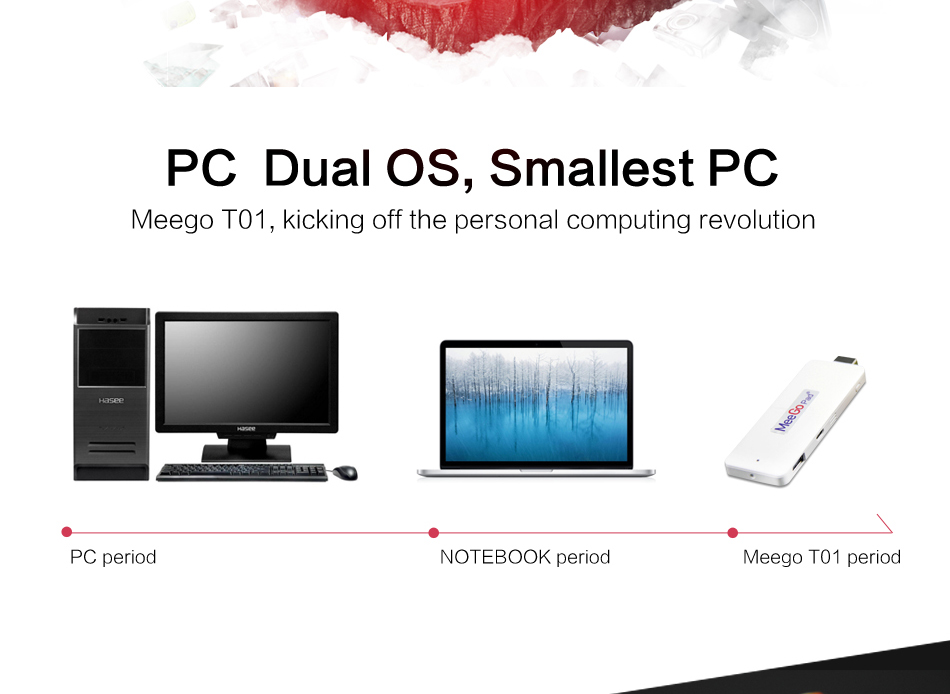 PC Dual OS, Smallest PC
Meego T01, kicking off the personal computing revolution
Hasee
Hasee
MeeGo Pad
PC period
NOTEBOOK period
Meego T01 period